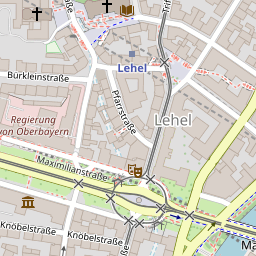 Lehel
Bürkleinstraße
Pfarrstraße
Lehel
Regierung
von Oberbayern
Maximilianstraße
Knöbelstraße
Knöbelstraße